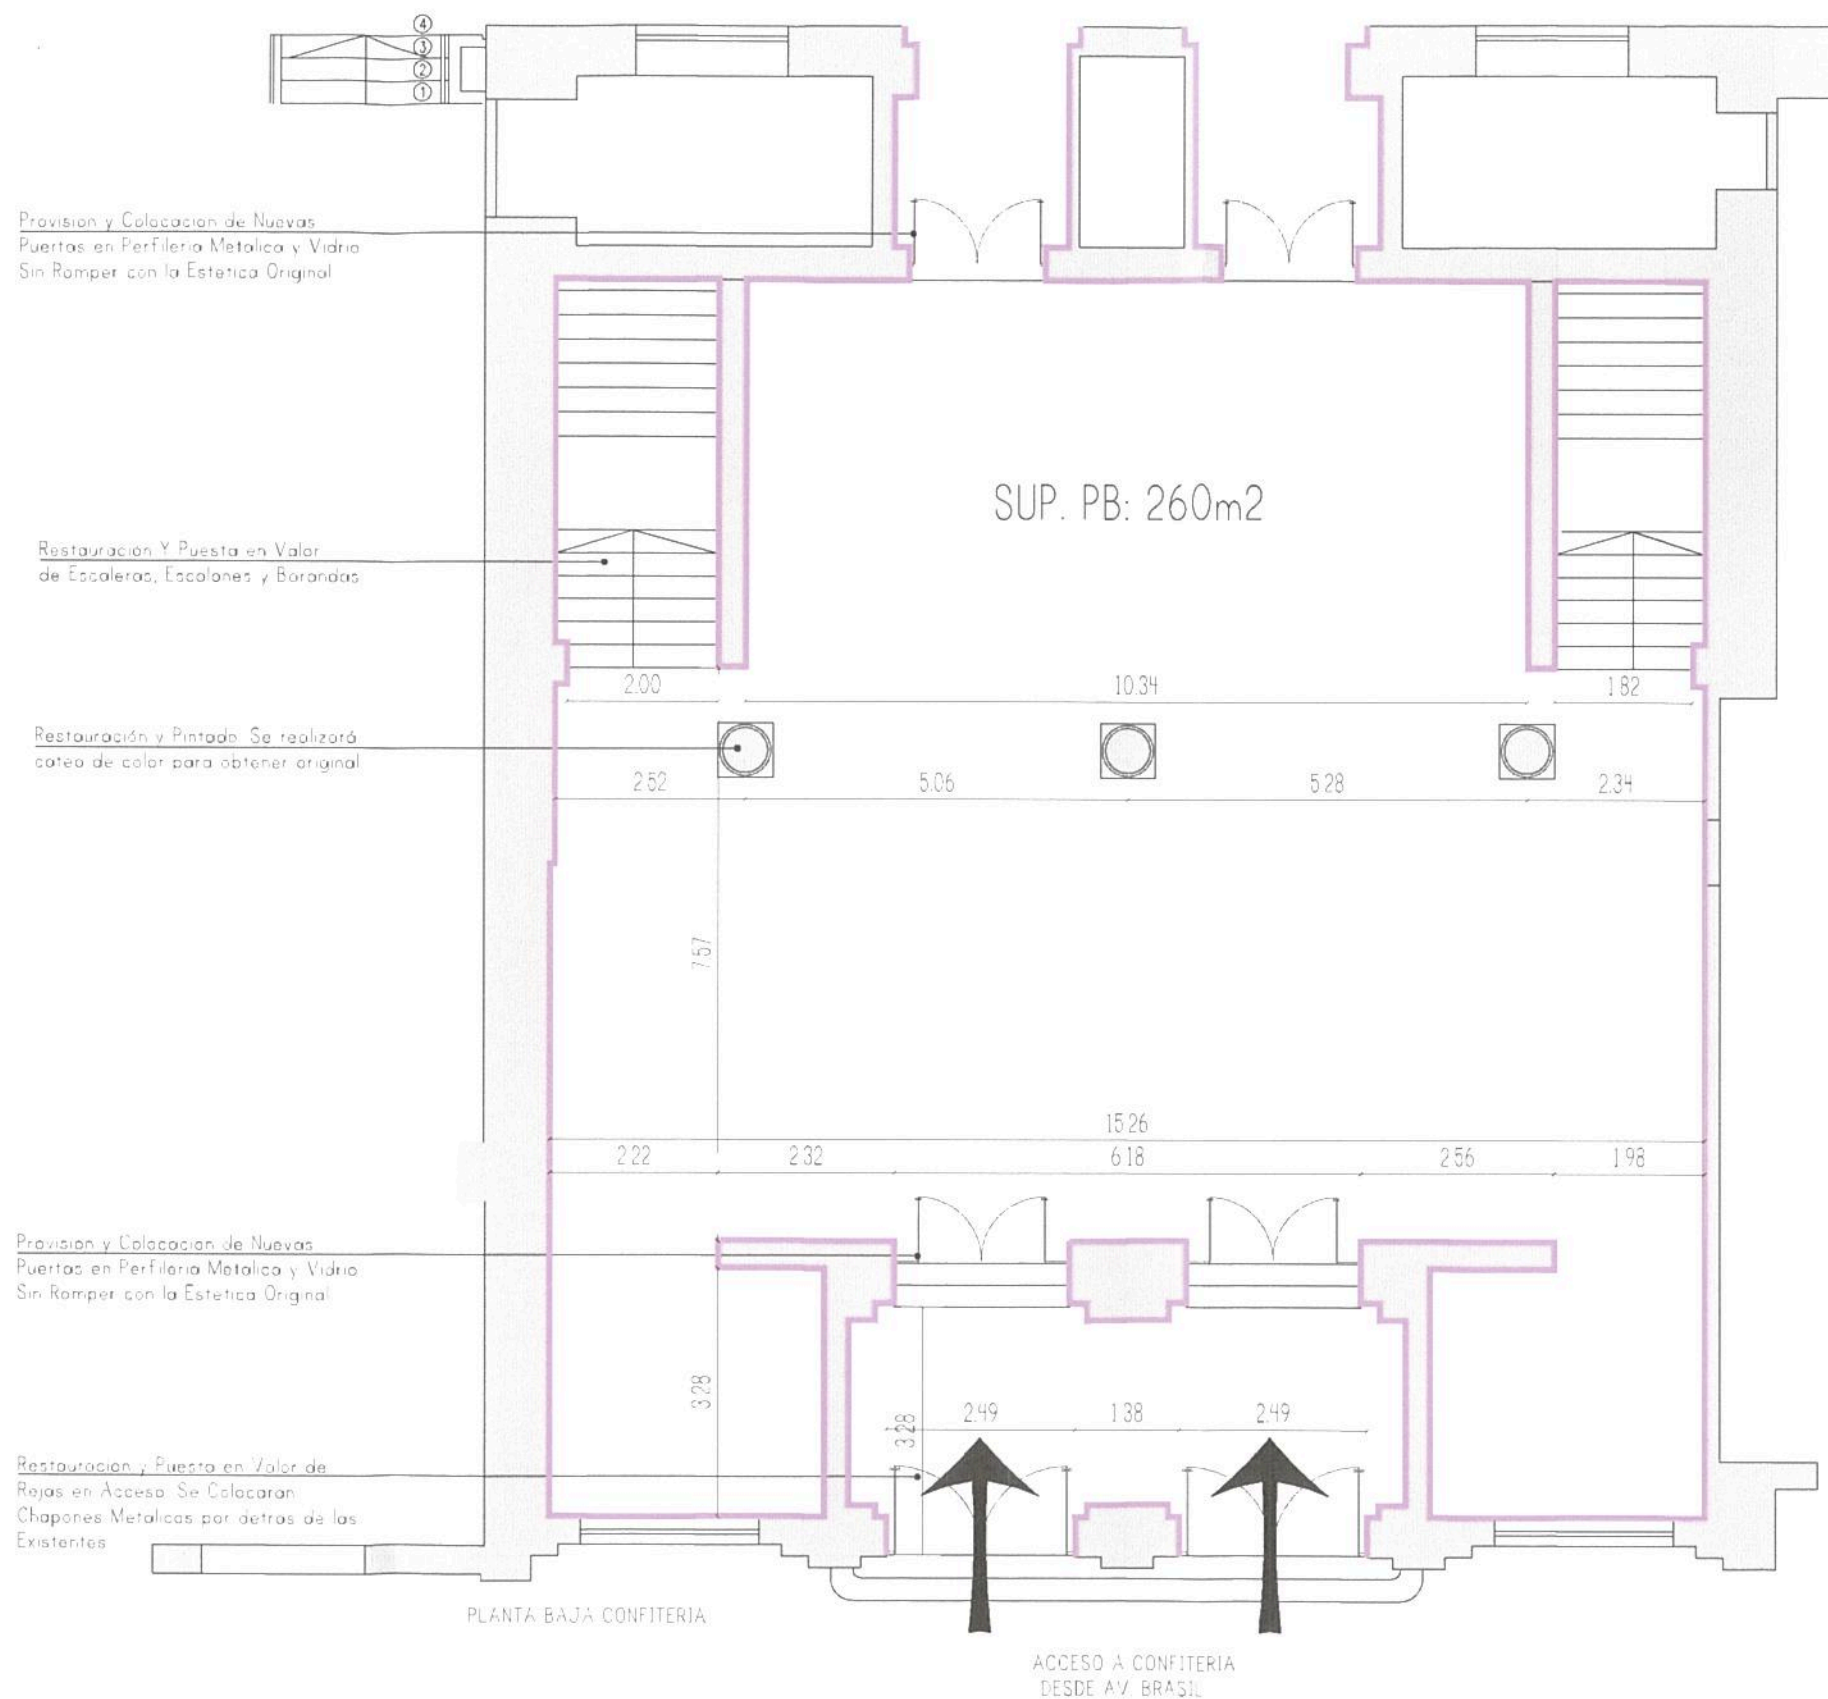 4
3
2
1
Provision y Colocacion de Nuevas
Puertas en Perfileria Metalica y Vidrio
Sin Romper con la Estetica Original
SUP. PB: 260m2
Restauración Y Puesta en Valor
de Escaleras, Escalones y Barandas
2.00
10.34
1.82
Restauración y Pintado. Se realizará
cateo de color para obtener original
2.52
5.06
5.28
2.34
7.57
15.26
2.22
2.32
6.18
2.56
1.98
Provision y Colocacion de Nuevas
Puertas en Perfileria Metalica y Vidrio
Sin Romper con la Estetica Original
3.28
3.28
2.49
1.38
2.49
Restauracion y Puesta en Valor de
Rejas en Acceso. Se Colocaran
Chapones Metalicos por detras de las
Existentes
PLANTA BAJA CONFITERIA
ACCESO A CONFITERIA
DESDE AV. BRASIL